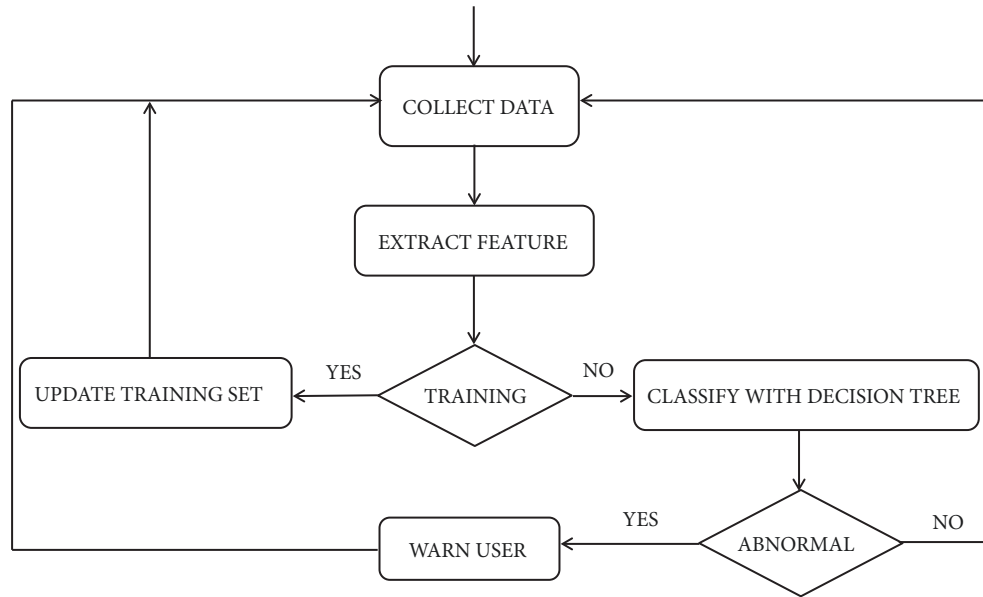 COLLECT DATA
EXTRACT FEATURE
YES
NO
UPDATE TRAINING SET
TRAINING
CLASSIFY WITH DECISION TREE
YES
NO
WARN USER
ABNORMAL